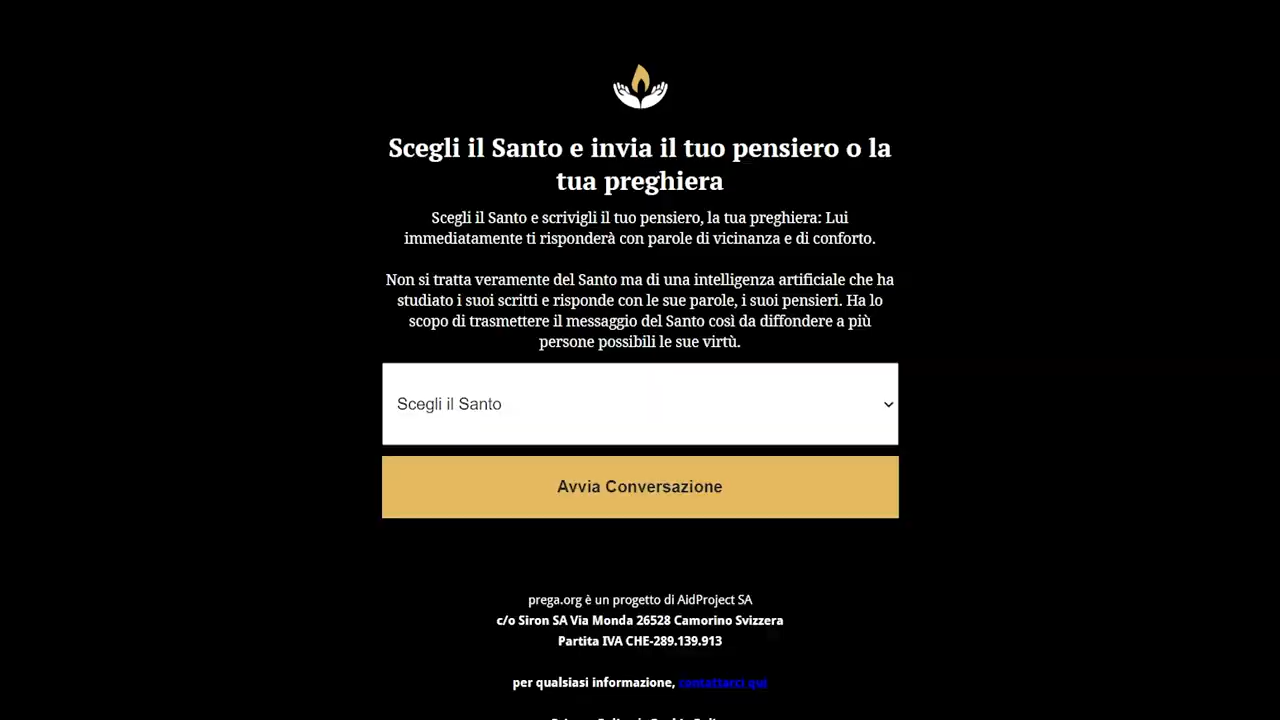 Scegli il Santo e invia il tuo pensiero o la
tua preghiera
Scegli il Santo e scrivigli il tuo pensiero, la tua preghiera: Lui
immediatamente ti risponderà con parole di vicinanza e di conforto.
Non si tratta veramente del Santo ma di una intelligenza artificiale che ha
studiato i suoi scritti e risponde con le sue parole, i suoi pensieri. Ha lo
scopo di trasmettere il messaggio del Santo così da diffondere a più
persone possibili le sue virtù.
Scegli il Santo
Avvia Conversazione
prega.org è un progetto di AidProject SA
c/o Siron SA Via Monda 26528 Camorino Svizzera
Partita IVA CHE-289.139.913
per qualsiasi informazione, contattarci qui